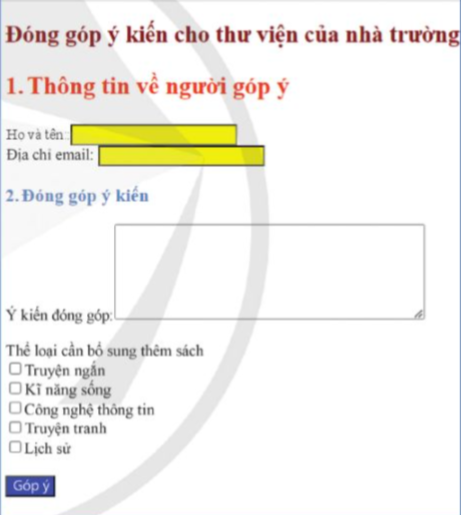 Đóng góp ý kiến cho thư viện của nhà trường
1. Thông tin về người góp ý
Họ và tên:
Địa chỉ email:
2. Đóng góp ý kiến
Ý kiến đóng góp:
Thể loại cần bổ sung thêm sách
Truyện ngắn
Kĩ năng sống
Công nghệ thông tin
Truyện tranh
Lịch sử
Góp ý